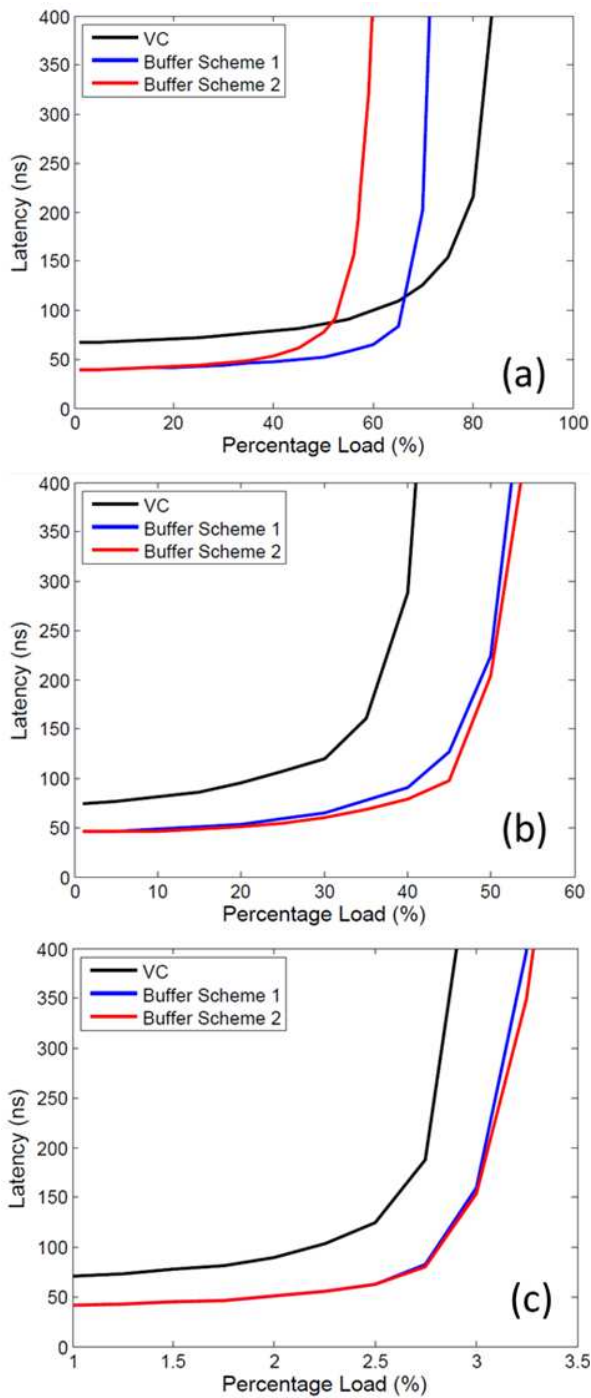 400
350
300
250
200
150
100
50
0
Latency (ns)
VC
Buffer Scheme 1
Buffer Scheme 2
(a)
0 20 40 60 80 100
Percentage Load (%)
400
350
300
250
200
150
100
50
0
Latency (ns)
VC
Buffer Scheme 1
Buffer Scheme 2
(b)
0 10 20 30 40 50 60
Percentage Load (%)
400
350
300
250
200
150
100
50
0
Latency (ns)
VC
Buffer Scheme 1
Buffer Scheme 2
(c)
1 1.5 2 2.5 3 3.5
Percentage Load (%)